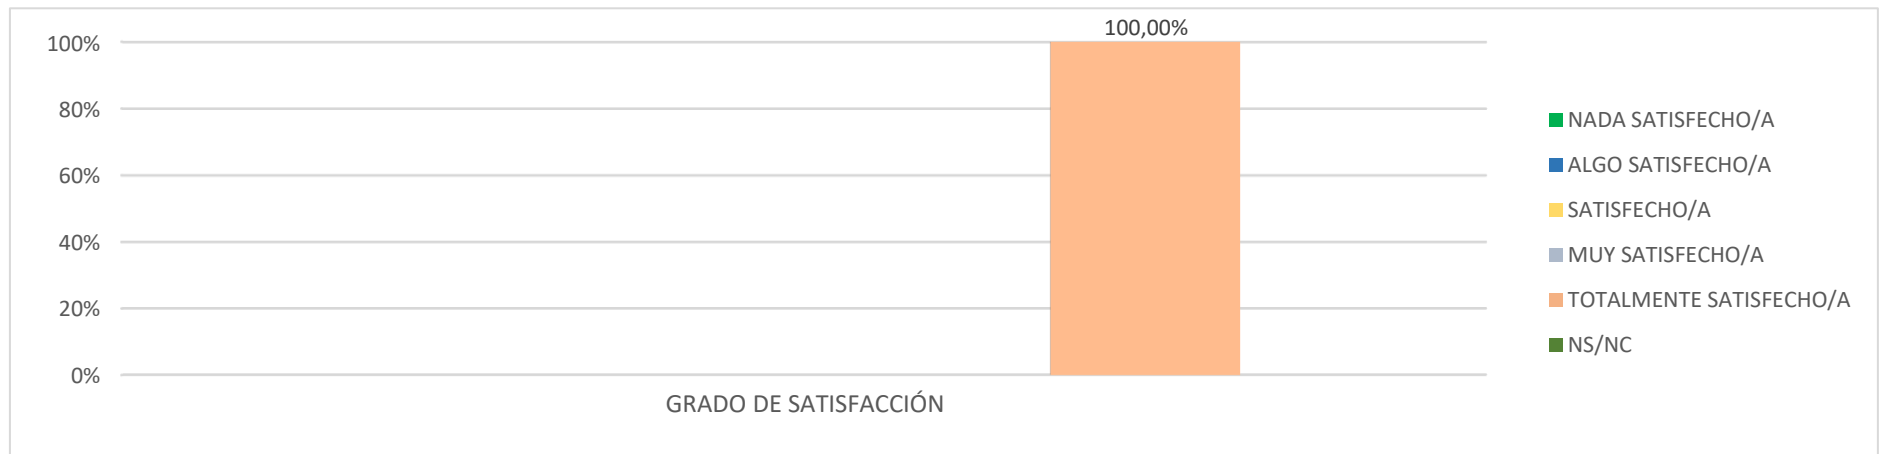 100,00%
100%
80%
60%
40%
20%
0%
GRADO DE SATISFACCIÓN
NADA SATISFECHO/A
ALGO SATISFECHO/A
SATISFECHO/A
MUY SATISFECHO/A
TOTALMENTE SATISFECHO/A
NS/NC